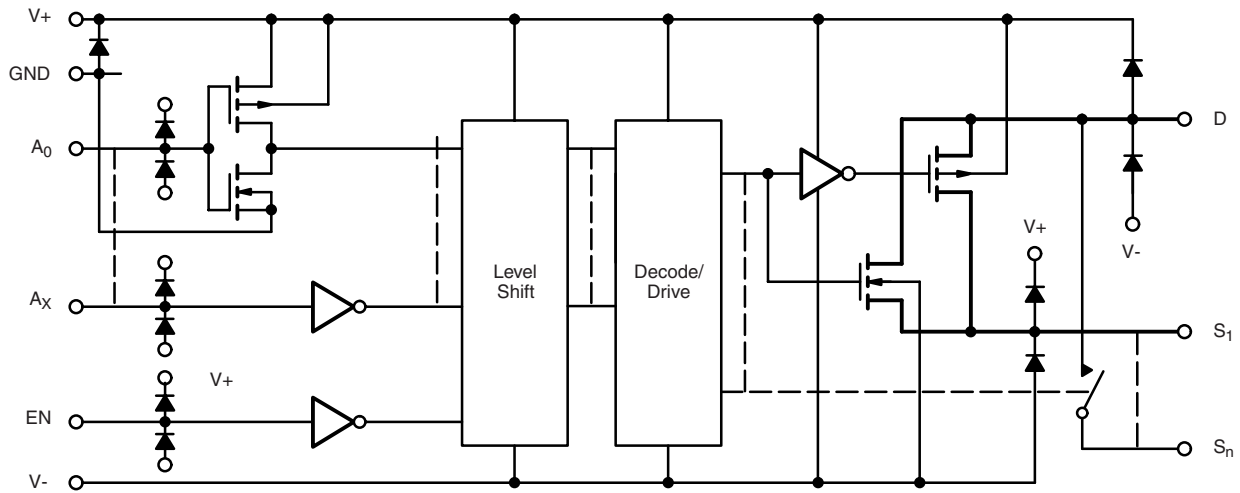 V+
GND
A0
AX
V+
EN
V-
Level
Shift
Decode/
Drive
D
V-
V+
S1
Sn